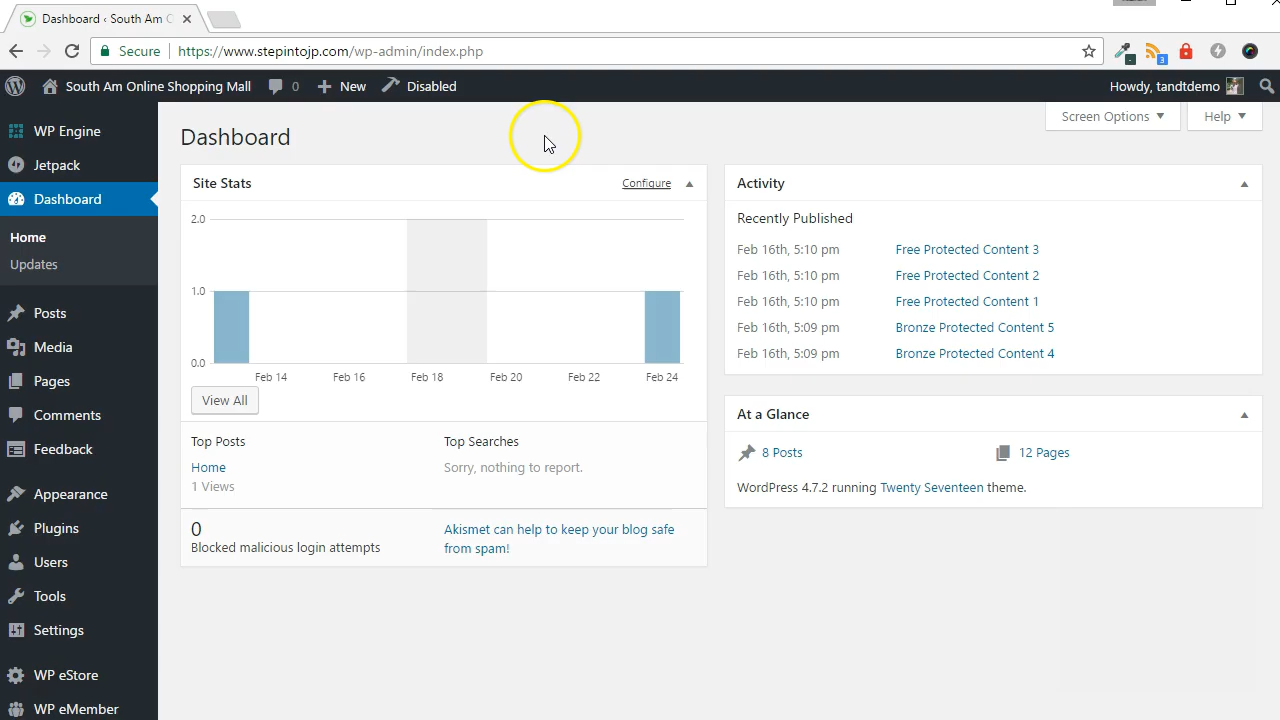 Dashboard ‹ South Am
Secure
https://www.stepintojp.com/wp-admin/index.php
3
South Am Online Shopping Mall
0
New
Disabled
Howdy, tandtdemo
WP Engine
Jetpack
Dashboard
Home
Updates
Posts
Media
Pages
Comments
Feedback
Appearance
Plugins
Users
Tools
Settings
WP eStore
WP eMember
Screen Options
Help
Dashboard
Site Stats
Configure
2.0
1.0
0.0
Feb 14 Feb 16 Feb 18 Feb 20 Feb 22 Feb 24
View All
Top Posts
Home
1 Views
Top Searches
Sorry, nothing to report.
0
Blocked malicious login attempts
Akismet can help to keep your blog safe
from spam!
Activity
Recently Published
Feb 16th, 5:10 pm Free Protected Content 3
Feb 16th, 5:10 pm Free Protected Content 2
Feb 16th, 5:10 pm Free Protected Content 1
Feb 16th, 5:09 pm Bronze Protected Content 5
Feb 16th, 5:09 pm Bronze Protected Content 4
At a Glance
8 Posts
12 Pages
WordPress 4.7.2 running Twenty Seventeen theme.